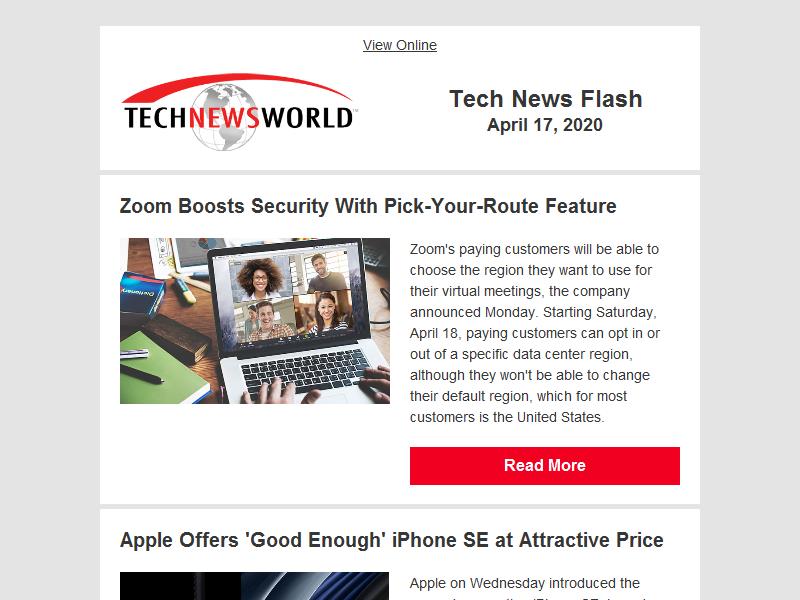 View Online
TECHNEWSWORLD
Tech News Flash
April 17, 2020
Zoom Boosts Security With Pick-Your-Route Feature
Dictionary
Zoom's paying customers will be able to
choose the region they want to use for
their virtual meetings, the company
announced Monday. Starting Saturday,
April 18, paying customers can opt in or
out of a specific data center region,
although they won't be able to change
their default region, which for most
customers is the United States.
Read More
Apple Offers 'Good Enough' iPhone SE at Attractive Price
Apple on Wednesday introduced the